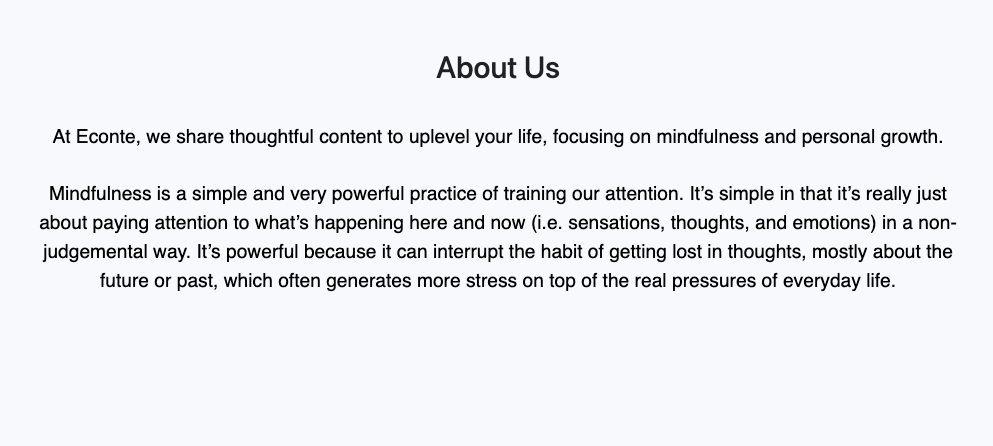 About Us
At Econte, we share thoughtful content to uplevel your life, focusing on mindfulness and personal growth.
Mindfulness is a simple and very powerful practice of training our attention. It’s simple in that it’s really just
about paying attention to what’s happening here and now (i.e. sensations, thoughts, and emotions) in a non-
judgemental way. It’s powerful because it can interrupt the habit of getting lost in thoughts, mostly about the
future or past, which often generates more stress on top of the real pressures of everyday life.